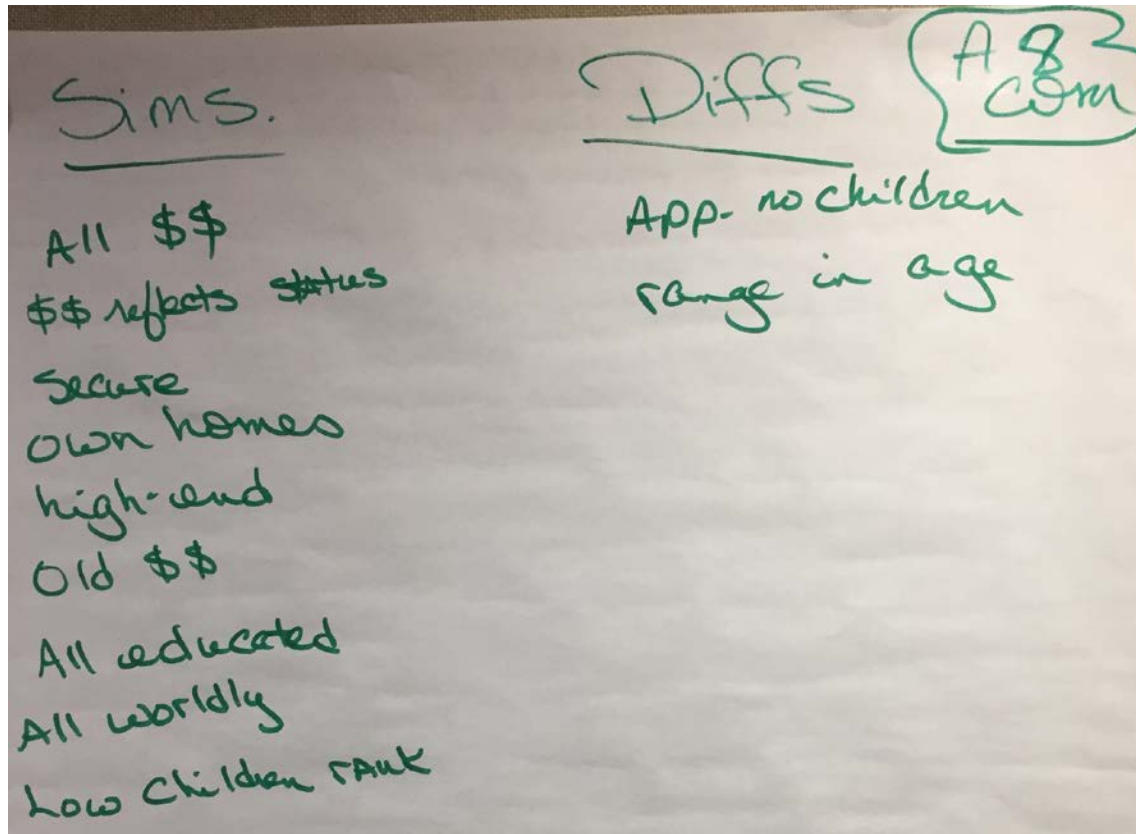 Sims.
All $$
$$ reflects status
Secure
own homes
high-end
Old $$
All educated
All worldly
Low Children rank
Diffs
App- no children
range in age
A 8 2
com